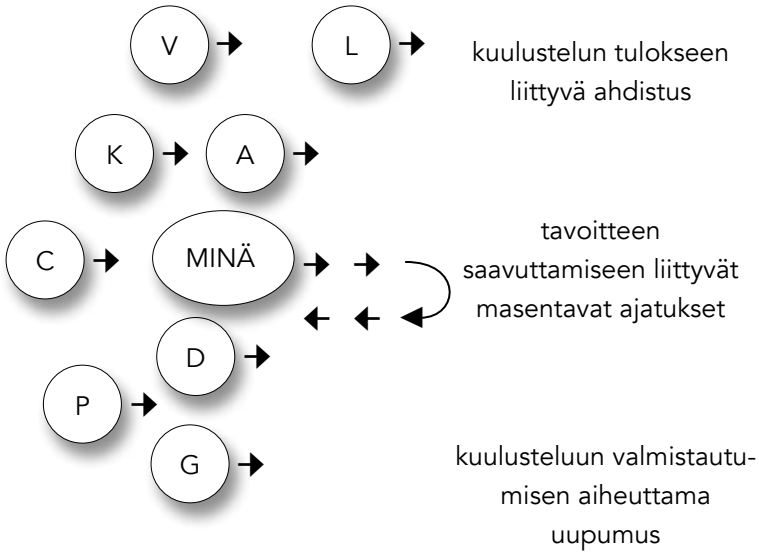 V
L
kuulustelun tulokseen
liittyvä ahdistus
K
A
C
MINÄ
tavoitteen
saavuttamiseen liittyvät
masentavat ajatukset
D
P
G
kuulusteluun valmistautu-
misen aiheuttama
uupumus